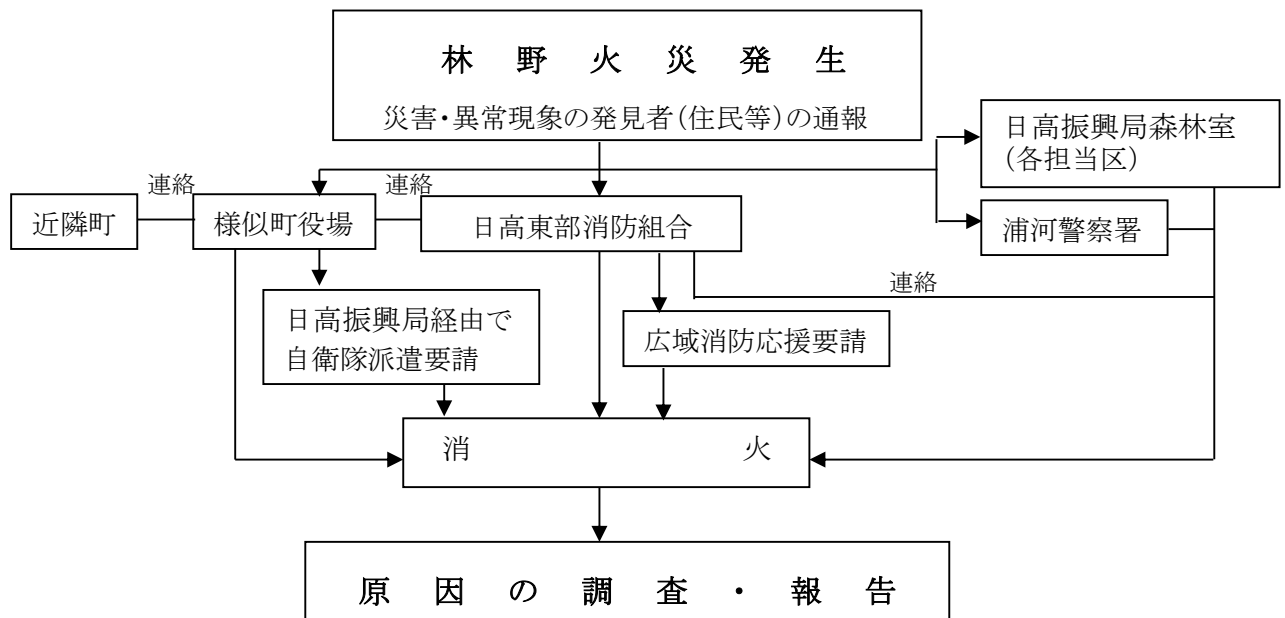 林野火災発生
災害・異常現象の発見者(住民等)の通報
日高振興局森林室
(各担当区)
連絡
連絡
近隣町
様似町役場
日高東部消防組合
浦河警察署
連絡
日高振興局経由で
自衛隊派遣要請
広域消防応援要請
消火
原因の調査・報告